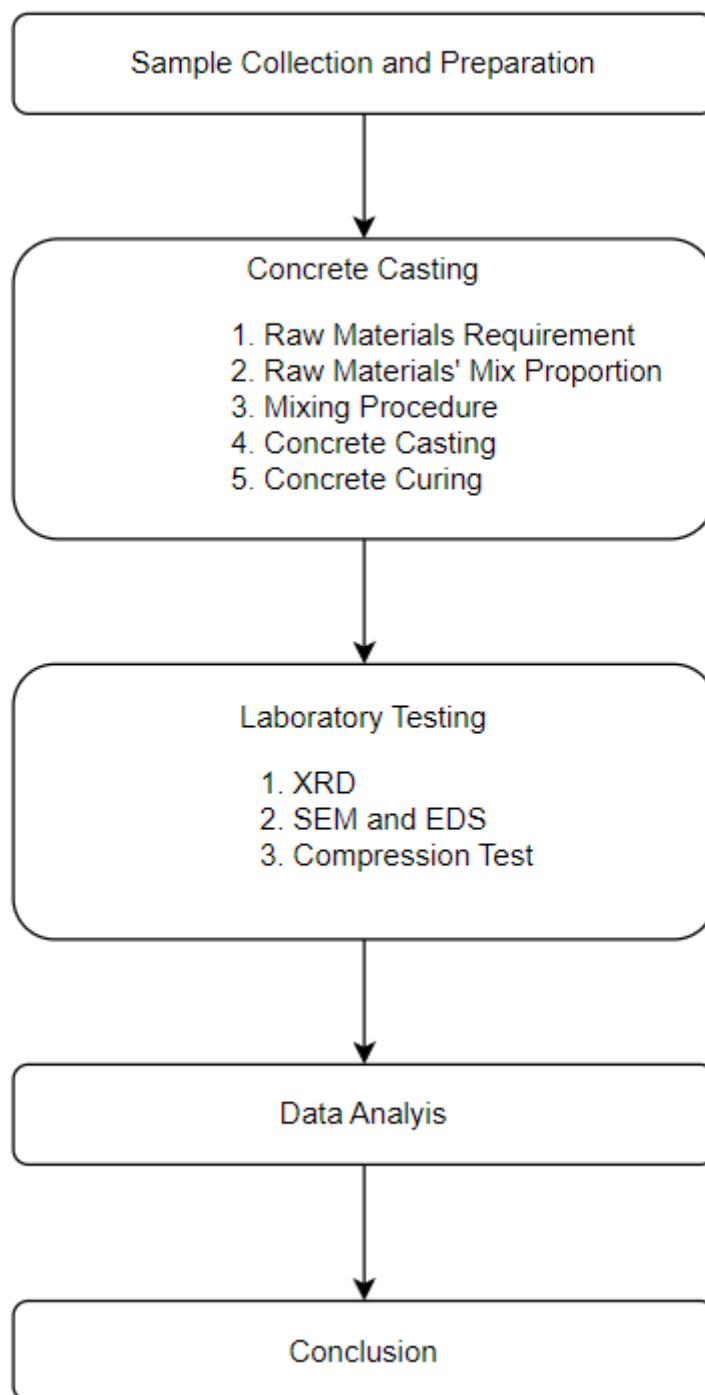 Sample Collection and Preparation
Concrete Casting
1. Raw Materials Requirement
2. Raw Materials' Mix Proportion
3. Mixing Procedure
4. Concrete Casting
5. Concrete Curing
Laboratory Testing
1. XRD
2. SEM and EDS
3. Compression Test
Data Analyis
Conclusion